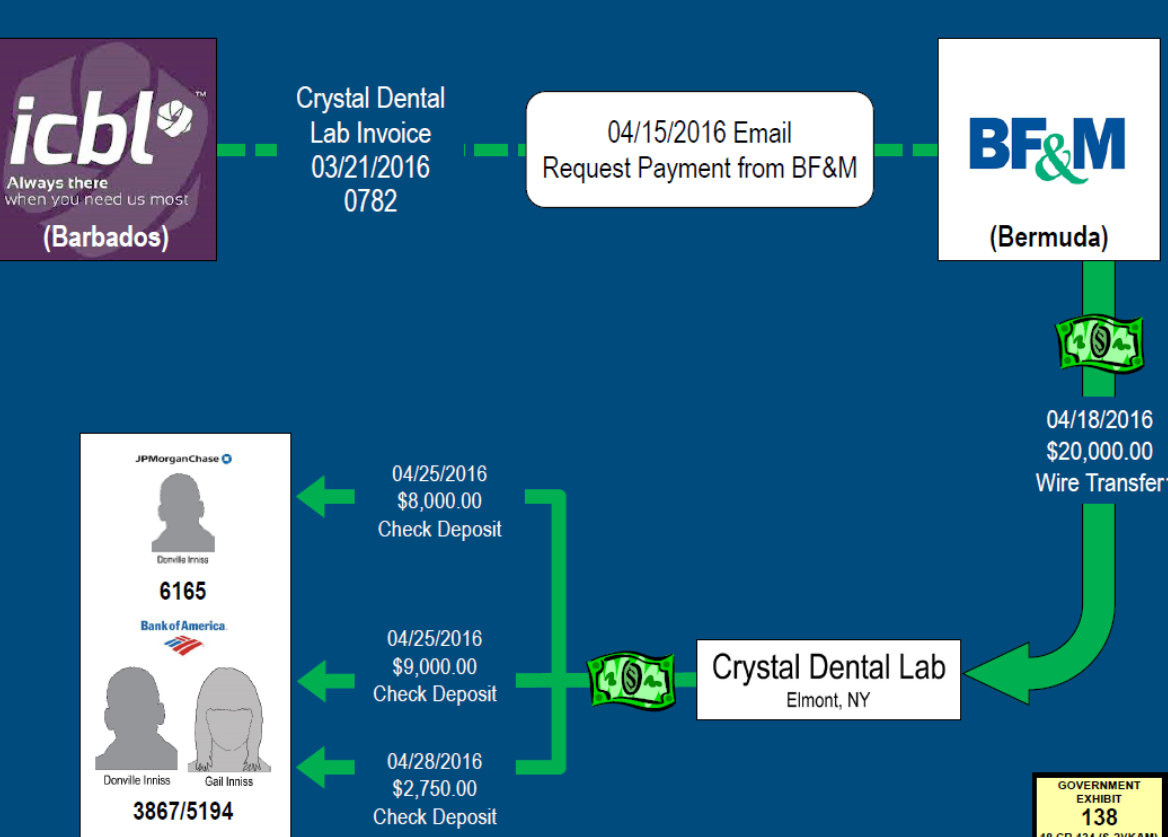 icbl™
Always there
when you need us most
(Barbados)
Crystal Dental
Lab Invoice
03/21/2016
0782
04/15/2016 Email
Request Payment from BF&M
BF&M
(Bermuda)
04/18/2016
$20,000.00
Wire Transfer
JPMorganChase
Donville Inniss
6165
Bank of America
Donville Inniss
Gail Inniss
3867/5194
04/25/2016
$8,000.00
Check Deposit
04/25/2016
$9,000.00
Check Deposit
04/28/2016
$2,750.00
Check Deposit
Crystal Dental Lab
Elmont, NY
GOVERNMENT
EXHIBIT
138